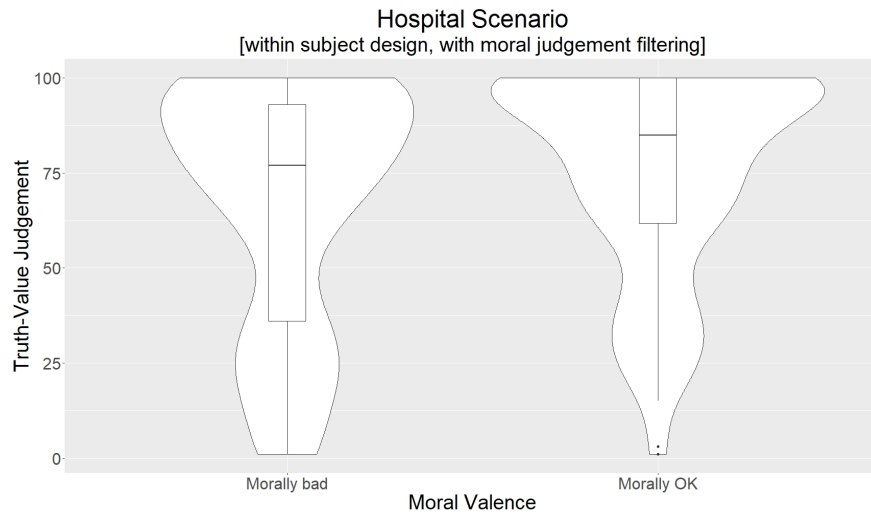 Hospital Scenario
[within subject design, with moral judgement filtering]
Truth-Value Judgement
100
75
50
25
0
Morally bad
Morally OK
Moral Valence